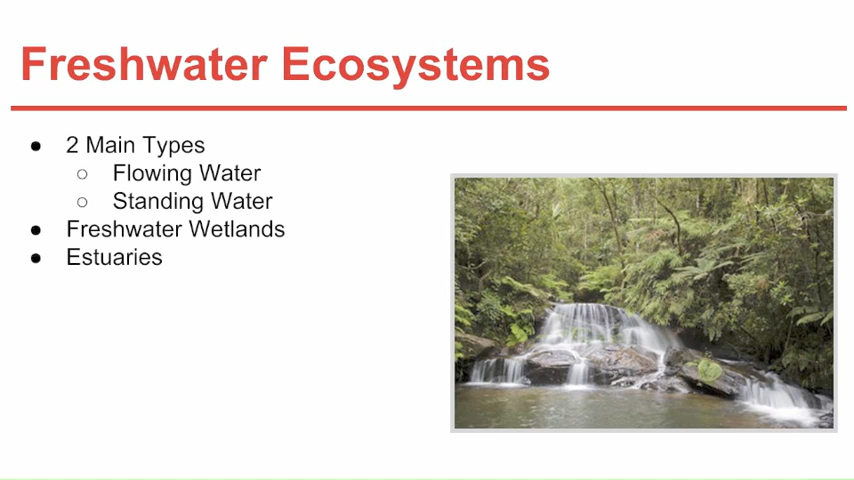 Freshwater Ecosystems
● 2 Main Types
○ Flowing Water
○ Standing Water
● Freshwater Wetlands
● Estuaries